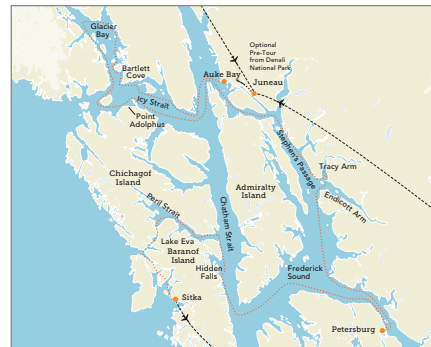 Glacier
Bay
Bartlett
Cove
Optional
Pre-Tour
from Denali
National Park
Auke Bay
Juneau
Icy Strait
Point
Adolphus
Stephen's Passage
Tracy Arm
Chichagof
Island
Admiralty
Island
Endicott Arm
Peril Strait
Chatham Strait
Lake Eva
Baranof
Island
Hidden
Falls
Frederick
Sound
Sitka
Petersburg